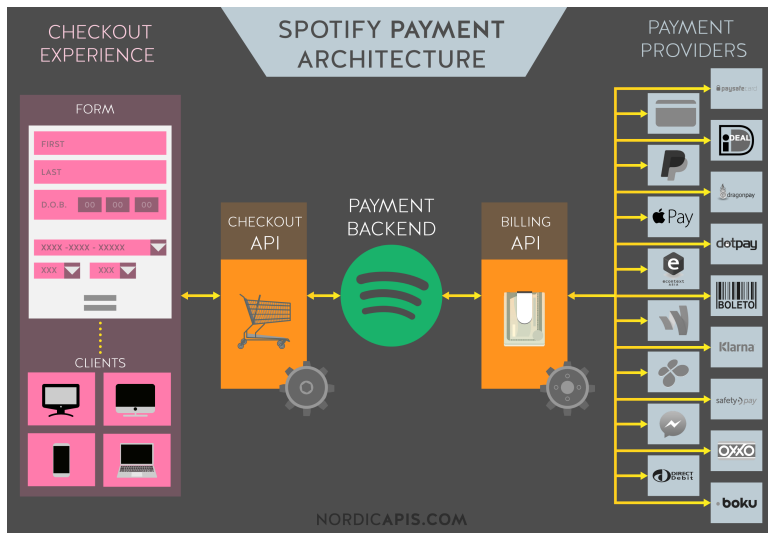 CHECKOUT
EXPERIENCE
SPOTIFY PAYMENT
ARCHITECTURE
PAYMENT
PROVIDERS
FORM
FIRST
LAST
D.O.B. 00 00 00
XXXX -XXXX - XXXXX
XXX XXX
CLIENTS
CHECKOUT
API
PAYMENT
BACKEND
BILLING
API
paysafecard
iDEAL
dragonpay
Pay
dotpay
e
BOLETO
Klarna
safetypay
OXXO
DIRECT
Debit
boku
NORDICAPIS.COM